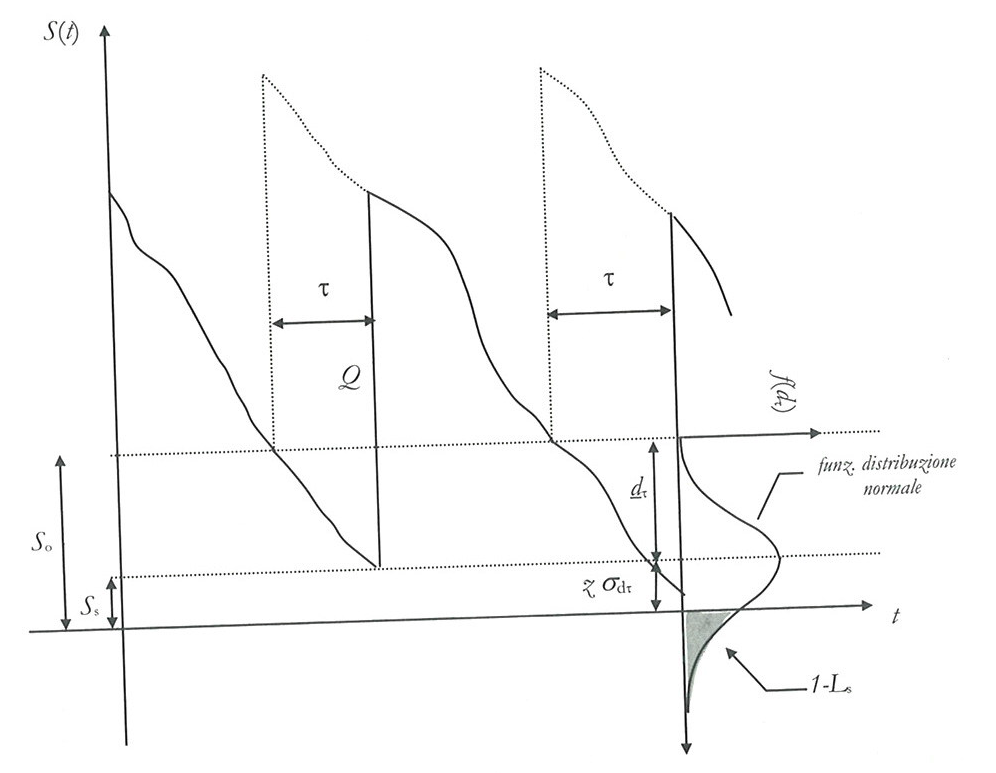 S(t)
τ
τ
Q
f(dτ)
funz. distribuzione
normale
dτ
So
Ss
z σdτ
t
1-Ls